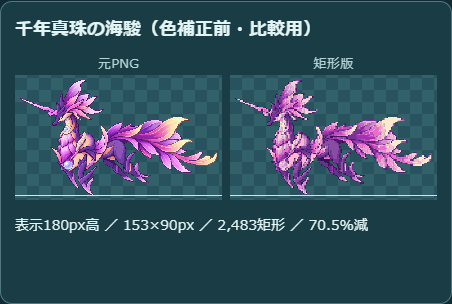 千年真珠の海駿（色補正前・比較用）
元PNG
矩形版
表示180px高 ／ 153×90px ／ 2,483矩形 ／ 70.5%減